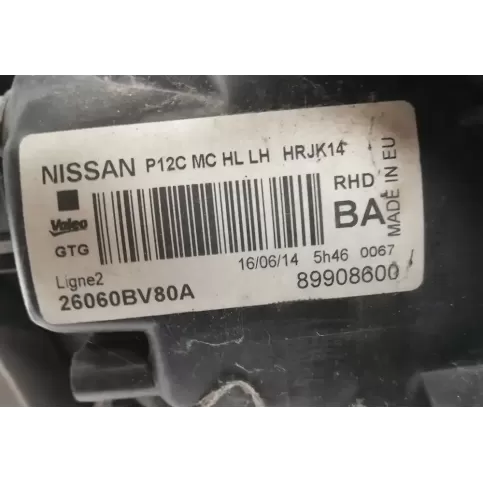 NISSAN P12C MC HL LH HRJK14
Valeo
GTG
RHD
BA
MADE IN EU
16/06/14 5h46 0067
Ligne2
26060BV80A
89908600